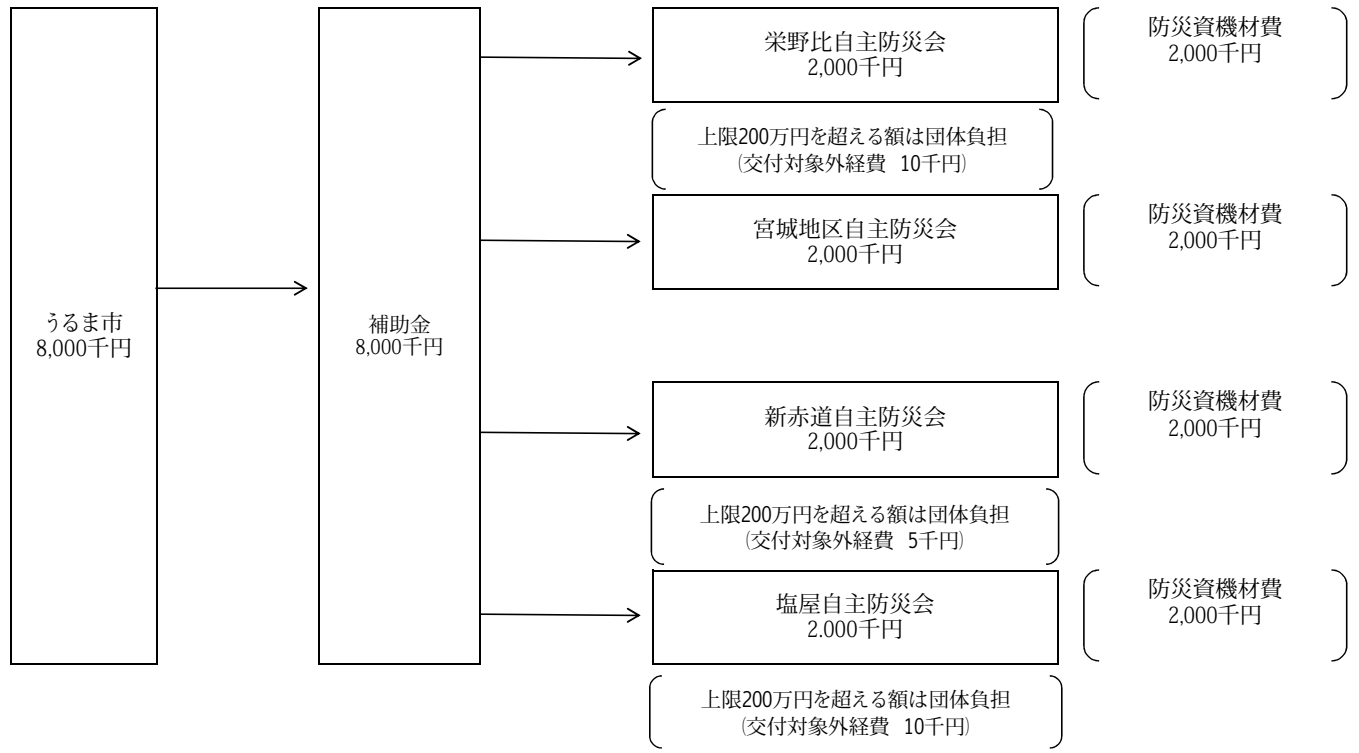 うるま市
8,000千円
補助金
8,000千円
栄野比自主防災会
2,000千円
防災資機材費
2,000千円
上限200万円を超える額は団体負担
(交付対象外経費 10千円)
宮城地区自主防災会
2,000千円
防災資機材費
2,000千円
新赤道自主防災会
2,000千円
防災資機材費
2,000千円
上限200万円を超える額は団体負担
(交付対象外経費 5千円)
塩屋自主防災会
2.000千円
防災資機材費
2,000千円
上限200万円を超える額は団体負担
(交付対象外経費 10千円)